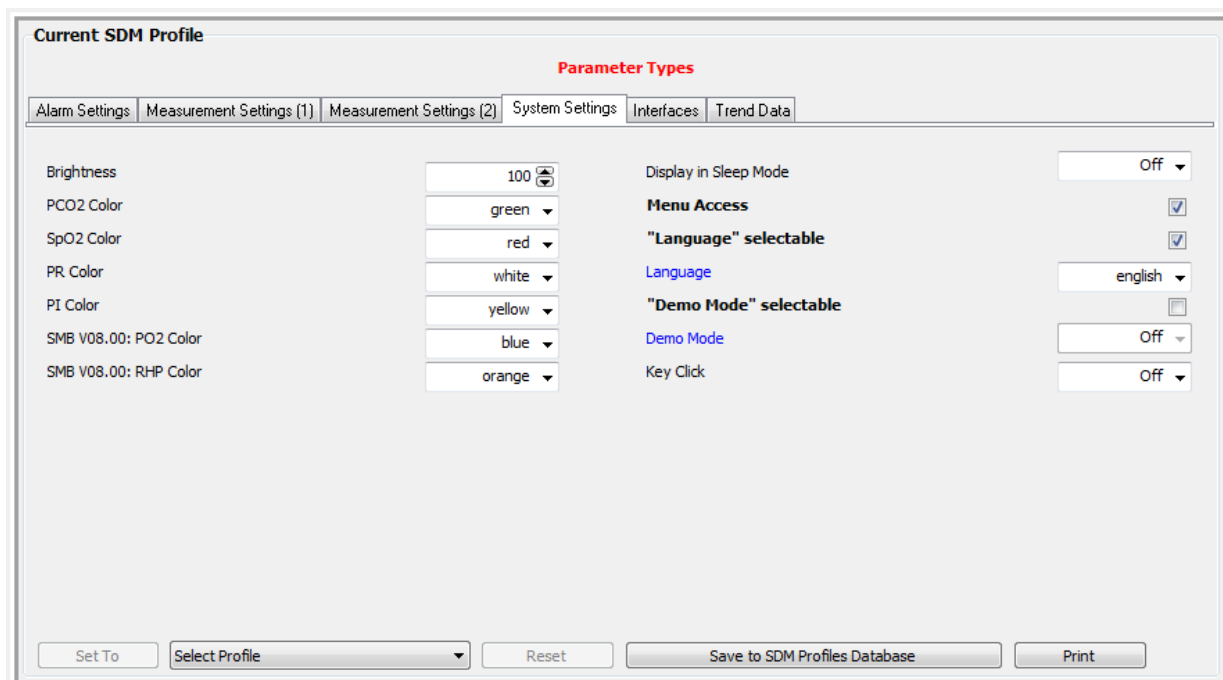 Current SDM Profile
Parameter Types
Alarm Settings Measurement Settings (1) Measurement Settings (2) System Settings Interfaces Trend Data
Brightness 100 Display in Sleep Mode Off
PCO2 Color green Menu Access
SpO2 Color red "Language" selectable
PR Color white Language english
PI Color yellow "Demo Mode" selectable
SMB V08.00: PO2 Color blue Demo Mode Off
SMB V08.00: RHP Color orange Key Click Off
Set To Select Profile Reset Save to SDM Profiles Database Print